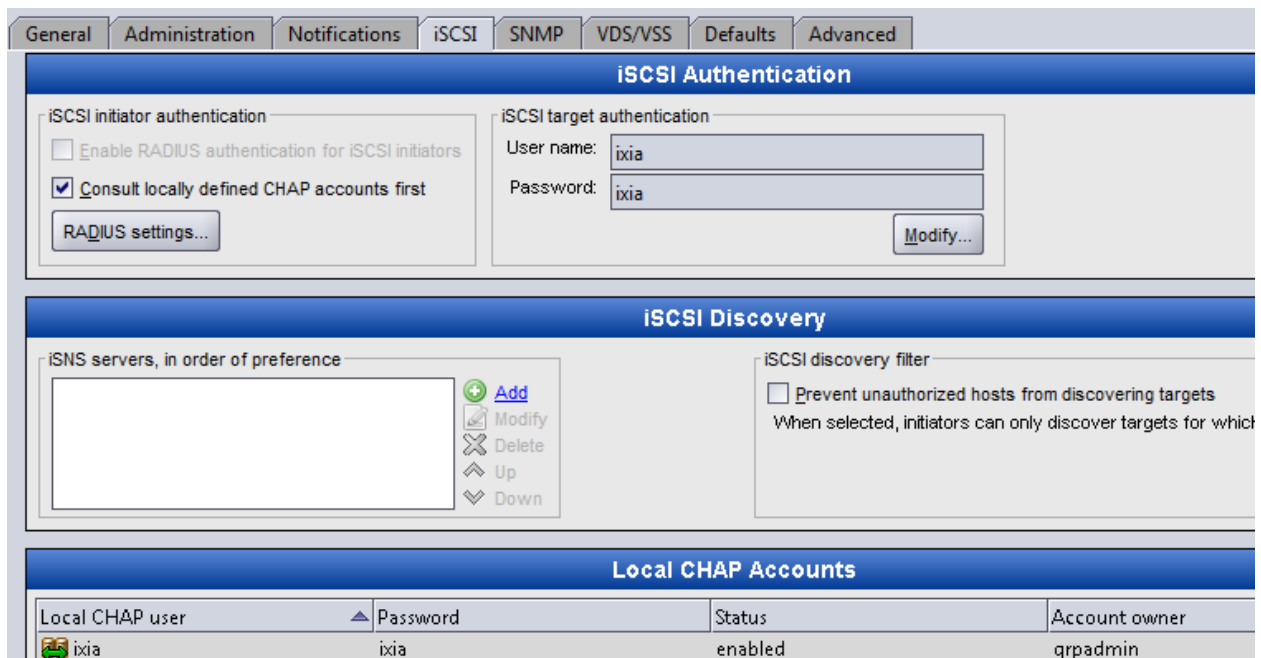 General Administration Notifications iSCSI SNMP VDS/VSS Defaults Advanced
iSCSI Authentication
iSCSI initiator authentication
Enable RADIUS authentication for iSCSI initiators
Consult locally defined CHAP accounts first
RADIUS settings...
iSCSI target authentication
User name: ixia
Password: ixia
Modify...
iSCSI Discovery
iSNS servers, in order of preference
Add
Modify
Delete
Up
Down
iSCSI discovery filter
Prevent unauthorized hosts from discovering targets
When selected, initiators can only discover targets for which
Local CHAP Accounts
Local CHAP user Password Status Account owner
ixia ixia enabled grpadmin